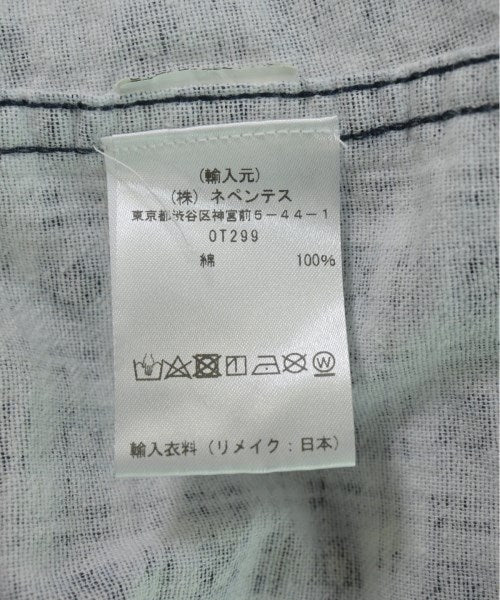 (輸入元)
(株) ネペンテス
東京都渋谷区神宮前5-44-1
OT299
綿 100%
W
輸入衣料 (リメイク:日本)